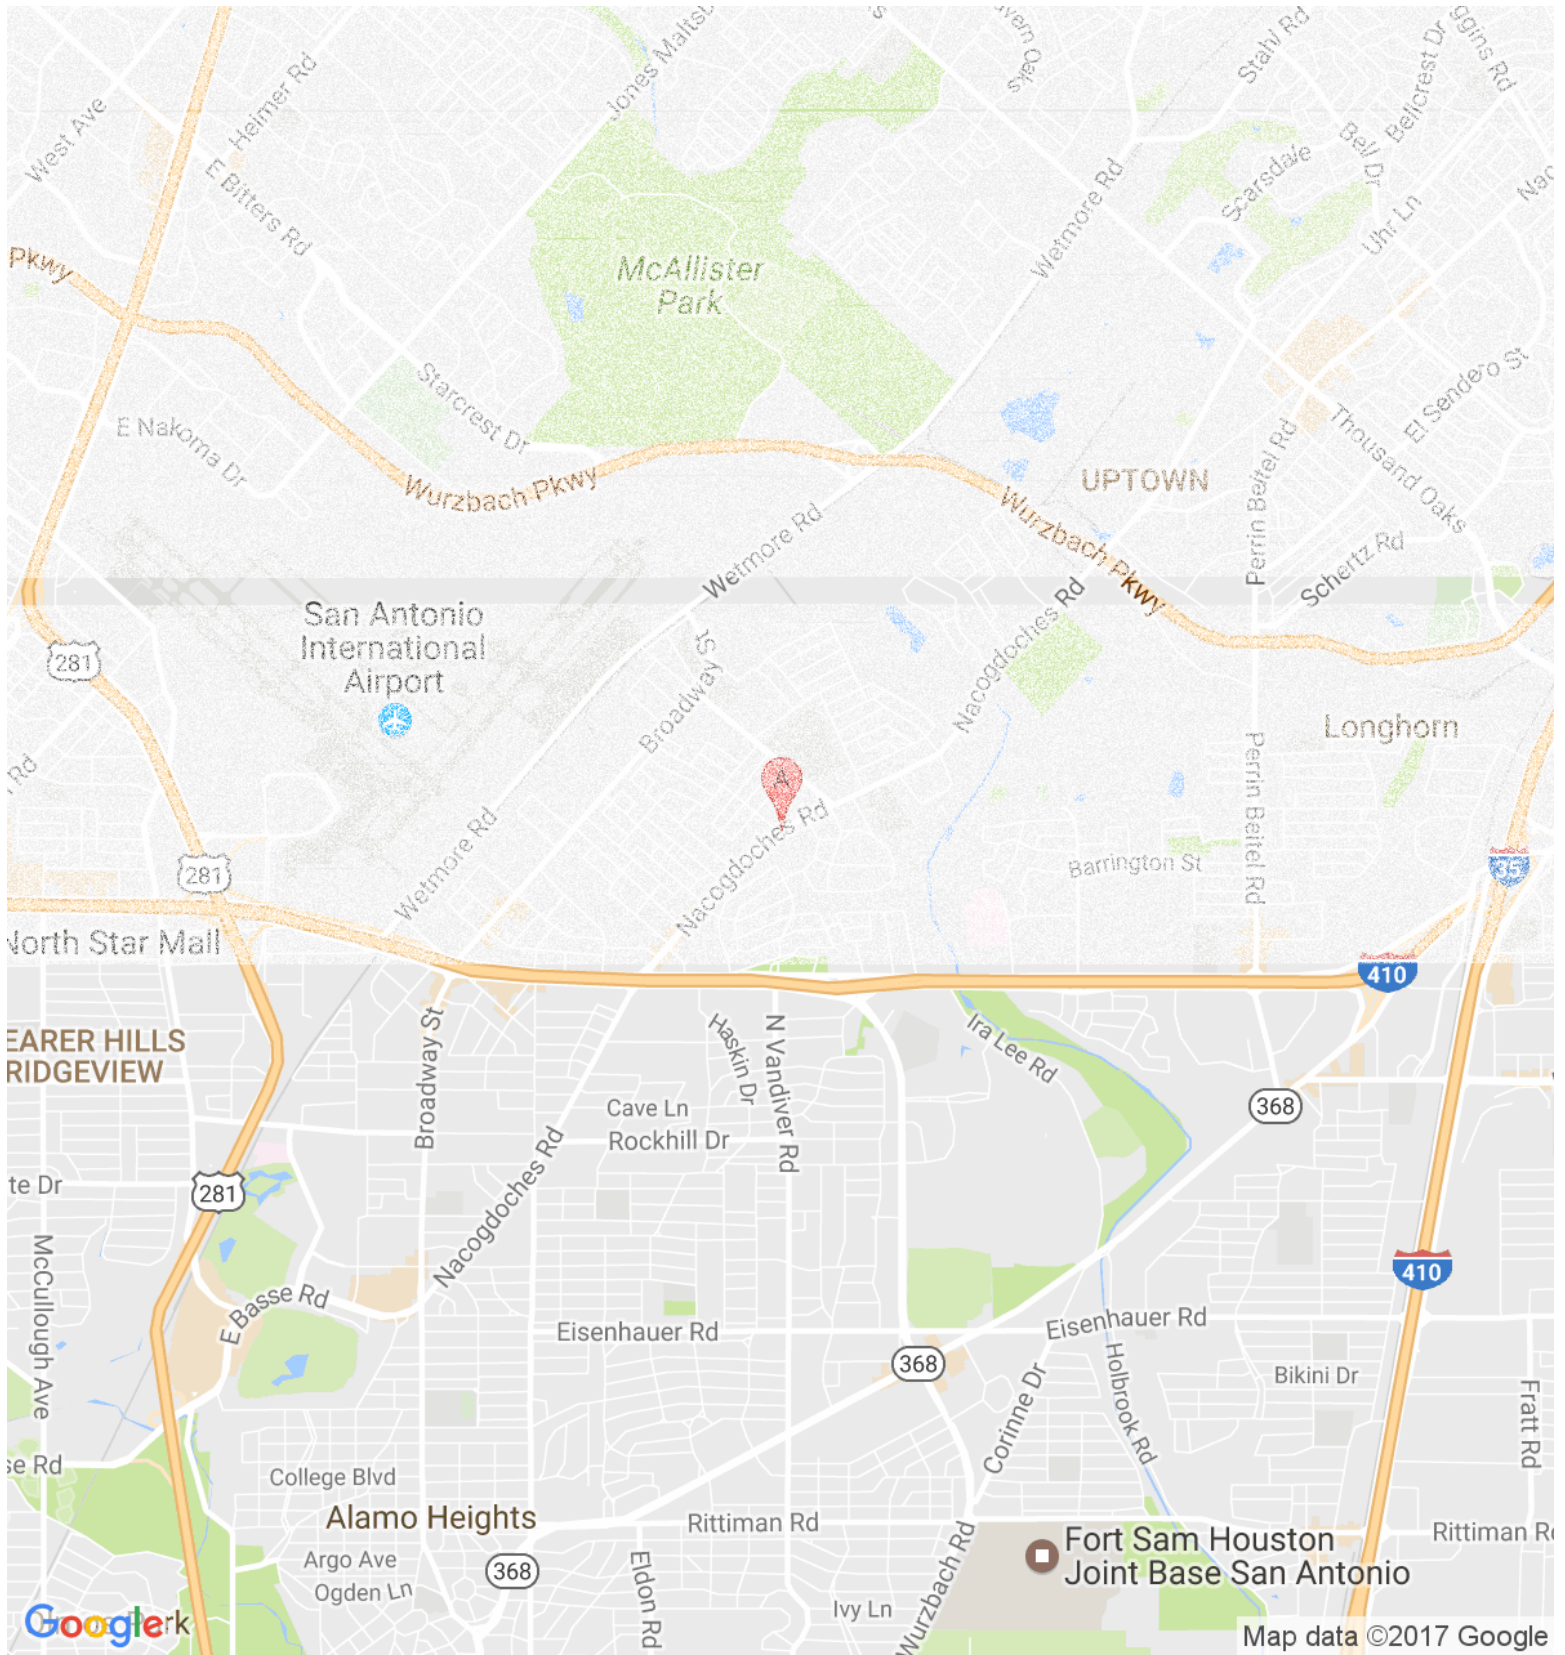 Jones Maltsb
Stahl Rd
Bellcrest Dr
Heimer Rd
West Ave
Oaks
Bell Dr
Scarsdale
Uhr Ln
E Bitters Rd
Wetmore Rd
Pkwy
McAllister
Park
Starcrest Dr
El Sendero St
E Nakoma Dr
Thousand Oaks
Perrin Beitel Rd
UPTOWN
Wurzbach Pkwy
Wurzbach Pkwy
Wetmore Rd
Schertz Rd
San Antonio
International
Airport
281
Broadway St
Nacogdoches Rd
Longhorn
Rd
A
Perrin Beitel Rd
Wetmore Rd
Nacogdoches Rd
Barrington St
281
35
North Star Mall
410
EARER HILLS
RIDGEVIEW
Broadway St
Haskin Dr
N Vandiver Rd
Ira Lee Rd
Cave Ln
Rockhill Dr
368
Nacogdoches Rd
te Dr
281
McCullough Ave
410
E Basse Rd
Eisenhauer Rd
Eisenhauer Rd
368
Holbrook Rd
Bikini Dr
Corinne Dr
Fratt Rd
se Rd
College Blvd
Alamo Heights
Rittiman Rd
Rittiman R
Fort Sam Houston
Joint Base San Antonio
Argo Ave
368
Ogden Ln
Eldon Rd
Ivy Ln
Wurzbach Rd
Google
Map data ©2017 Google